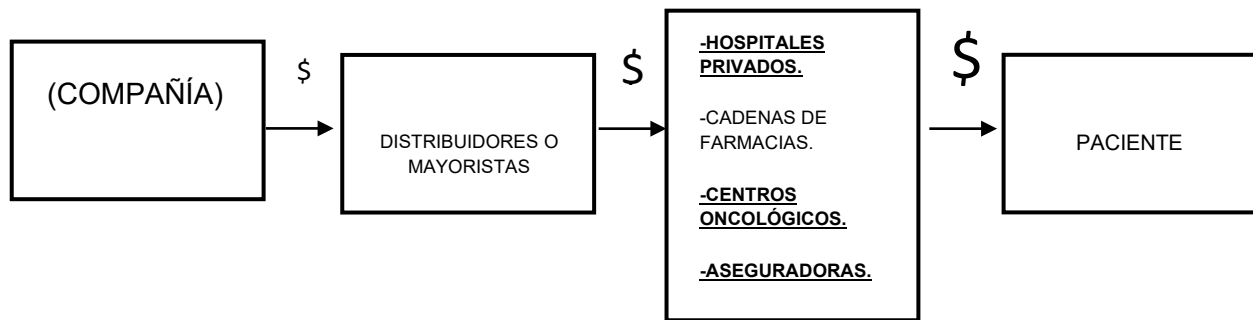 (COMPAÑÍA)
$
DISTRIBUIDORES O
MAYORISTAS
$
-HOSPITALES
PRIVADOS.
-CADENAS DE
FARMACIAS.
-CENTROS
ONCOLÓGICOS.
-ASEGURADORAS.
$
PACIENTE